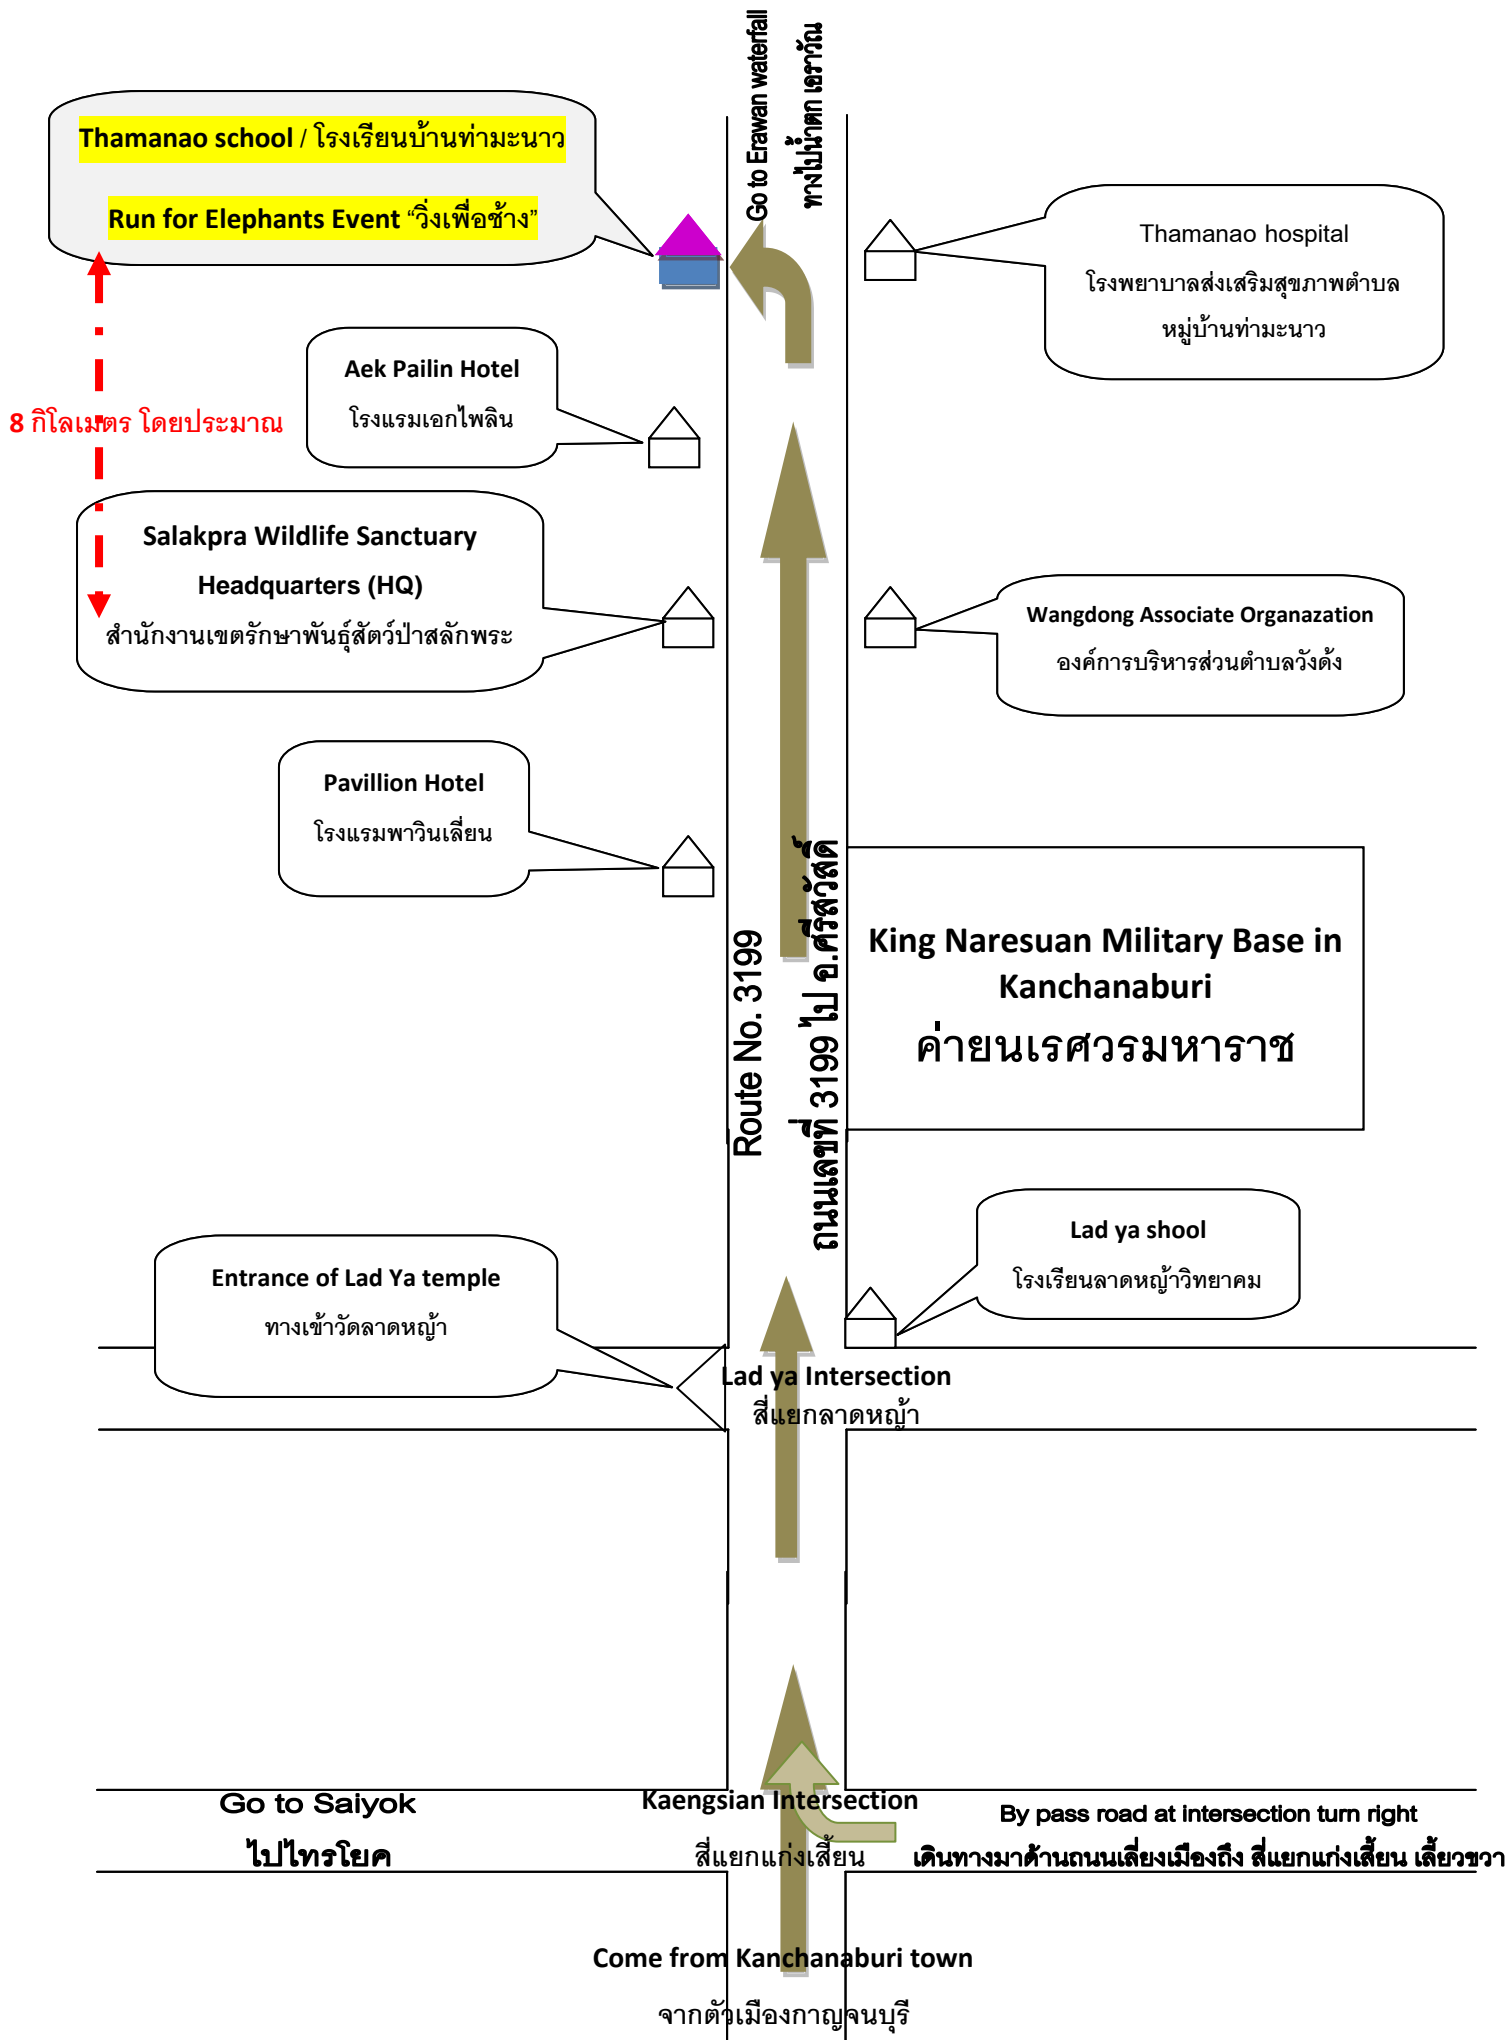 Go to Erawan waterfall
ทางไปน้ำตก เอราวัณ
Thamanao school / โรงเรียนบ้านท่ามะนาว
Run for Elephants Event “วิ่งเพื่อช้าง”
Thamanao hospital
โรงพยาบาลส่งเสริมสุขภาพตำบล
หมู่บ้านท่ามะนาว
Aek Pailin Hotel
โรงแรมเอกไพลิน
8 กิโลเมตร โดยประมาณ
Salakpra Wildlife Sanctuary
Headquarters (HQ)
สำนักงานเขตรักษาพันธุ์สัตว์ป่าสลักพระ
Wangdong Associate Organazation
องค์การบริหารส่วนตำบลวังด้ง
Pavillion Hotel
โรงแรมพาวินเลี่ยน
Route No. 3199
ถนนเลขที่ 3199 ไป อ.ศรีสวัสดิ์
King Naresuan Military Base in
Kanchanaburi
ค่ายนเรศวรมหาราช
Lad ya shool
โรงเรียนลาดหญ้าวิทยาคม
Entrance of Lad Ya temple
ทางเข้าวัดลาดหญ้า
Lad ya Intersection
สี่แยกลาดหญ้า
Go to Saiyok
ไปไทรโยค
Kaengsian Intersection
สี่แยกแก่งเสี้ยน
By pass road at intersection turn right
เดินทางมาด้านถนนเลี่ยงเมืองถึง สี่แยกแก่งเสี้ยน เลี้ยวขวา
Come from Kanchanaburi town
จากตัวเมืองกาญจนบุรี